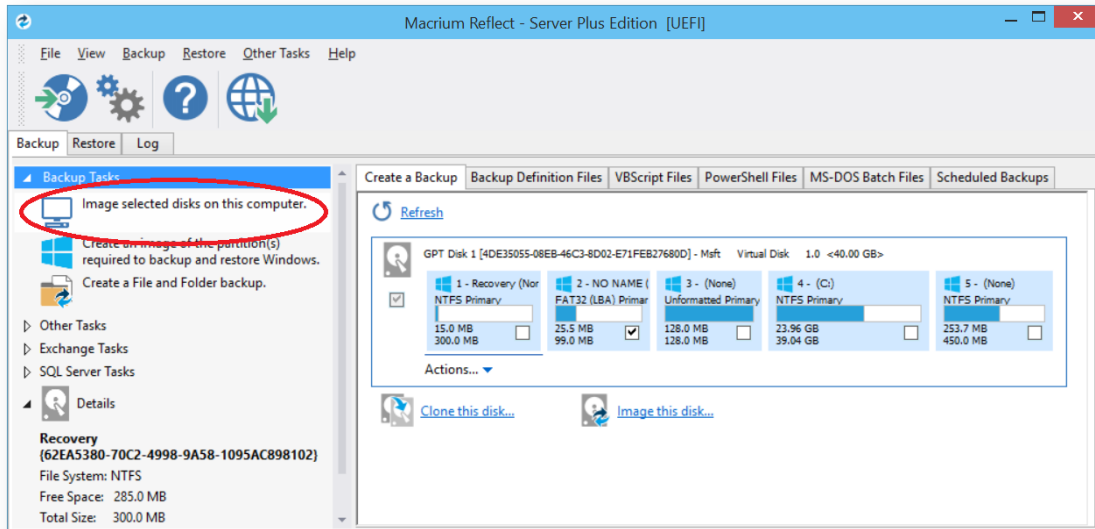 Macrium Reflect - Server Plus Edition [UEFI]
File View Backup Restore Other Tasks Help
Backup Restore Log
Backup Tasks
Image selected disks on this computer.
Create an image of the partition(s)
required to backup and restore Windows.
Create a File and Folder backup.
Other Tasks
Exchange Tasks
SQL Server Tasks
Details
Recovery
{62EA5380-70C2-4998-9A58-1095AC898102}
File System: NTFS
Free Space: 285.0 MB
Total Size: 300.0 MB
Create a Backup Backup Definition Files VBScript Files PowerShell Files MS-DOS Batch Files Scheduled Backups
Refresh
GPT Disk 1 [4DE35055-08EB-46C3-8D02-E71FEB27680D] - Msft Virtual Disk 1.0 <40.00 GB>
1 - Recovery (Nor
NTFS Primary
15.0 MB
300.0 MB
2 - NO NAME (
FAT32 (LBA) Primar
25.5 MB
99.0 MB
3 - (None)
Unformatted Primary
128.0 MB
128.0 MB
4 - (C:)
NTFS Primary
23.96 GB
39.04 GB
5 - (None)
NTFS Primary
253.7 MB
450.0 MB
Actions...
Clone this disk...
Image this disk...